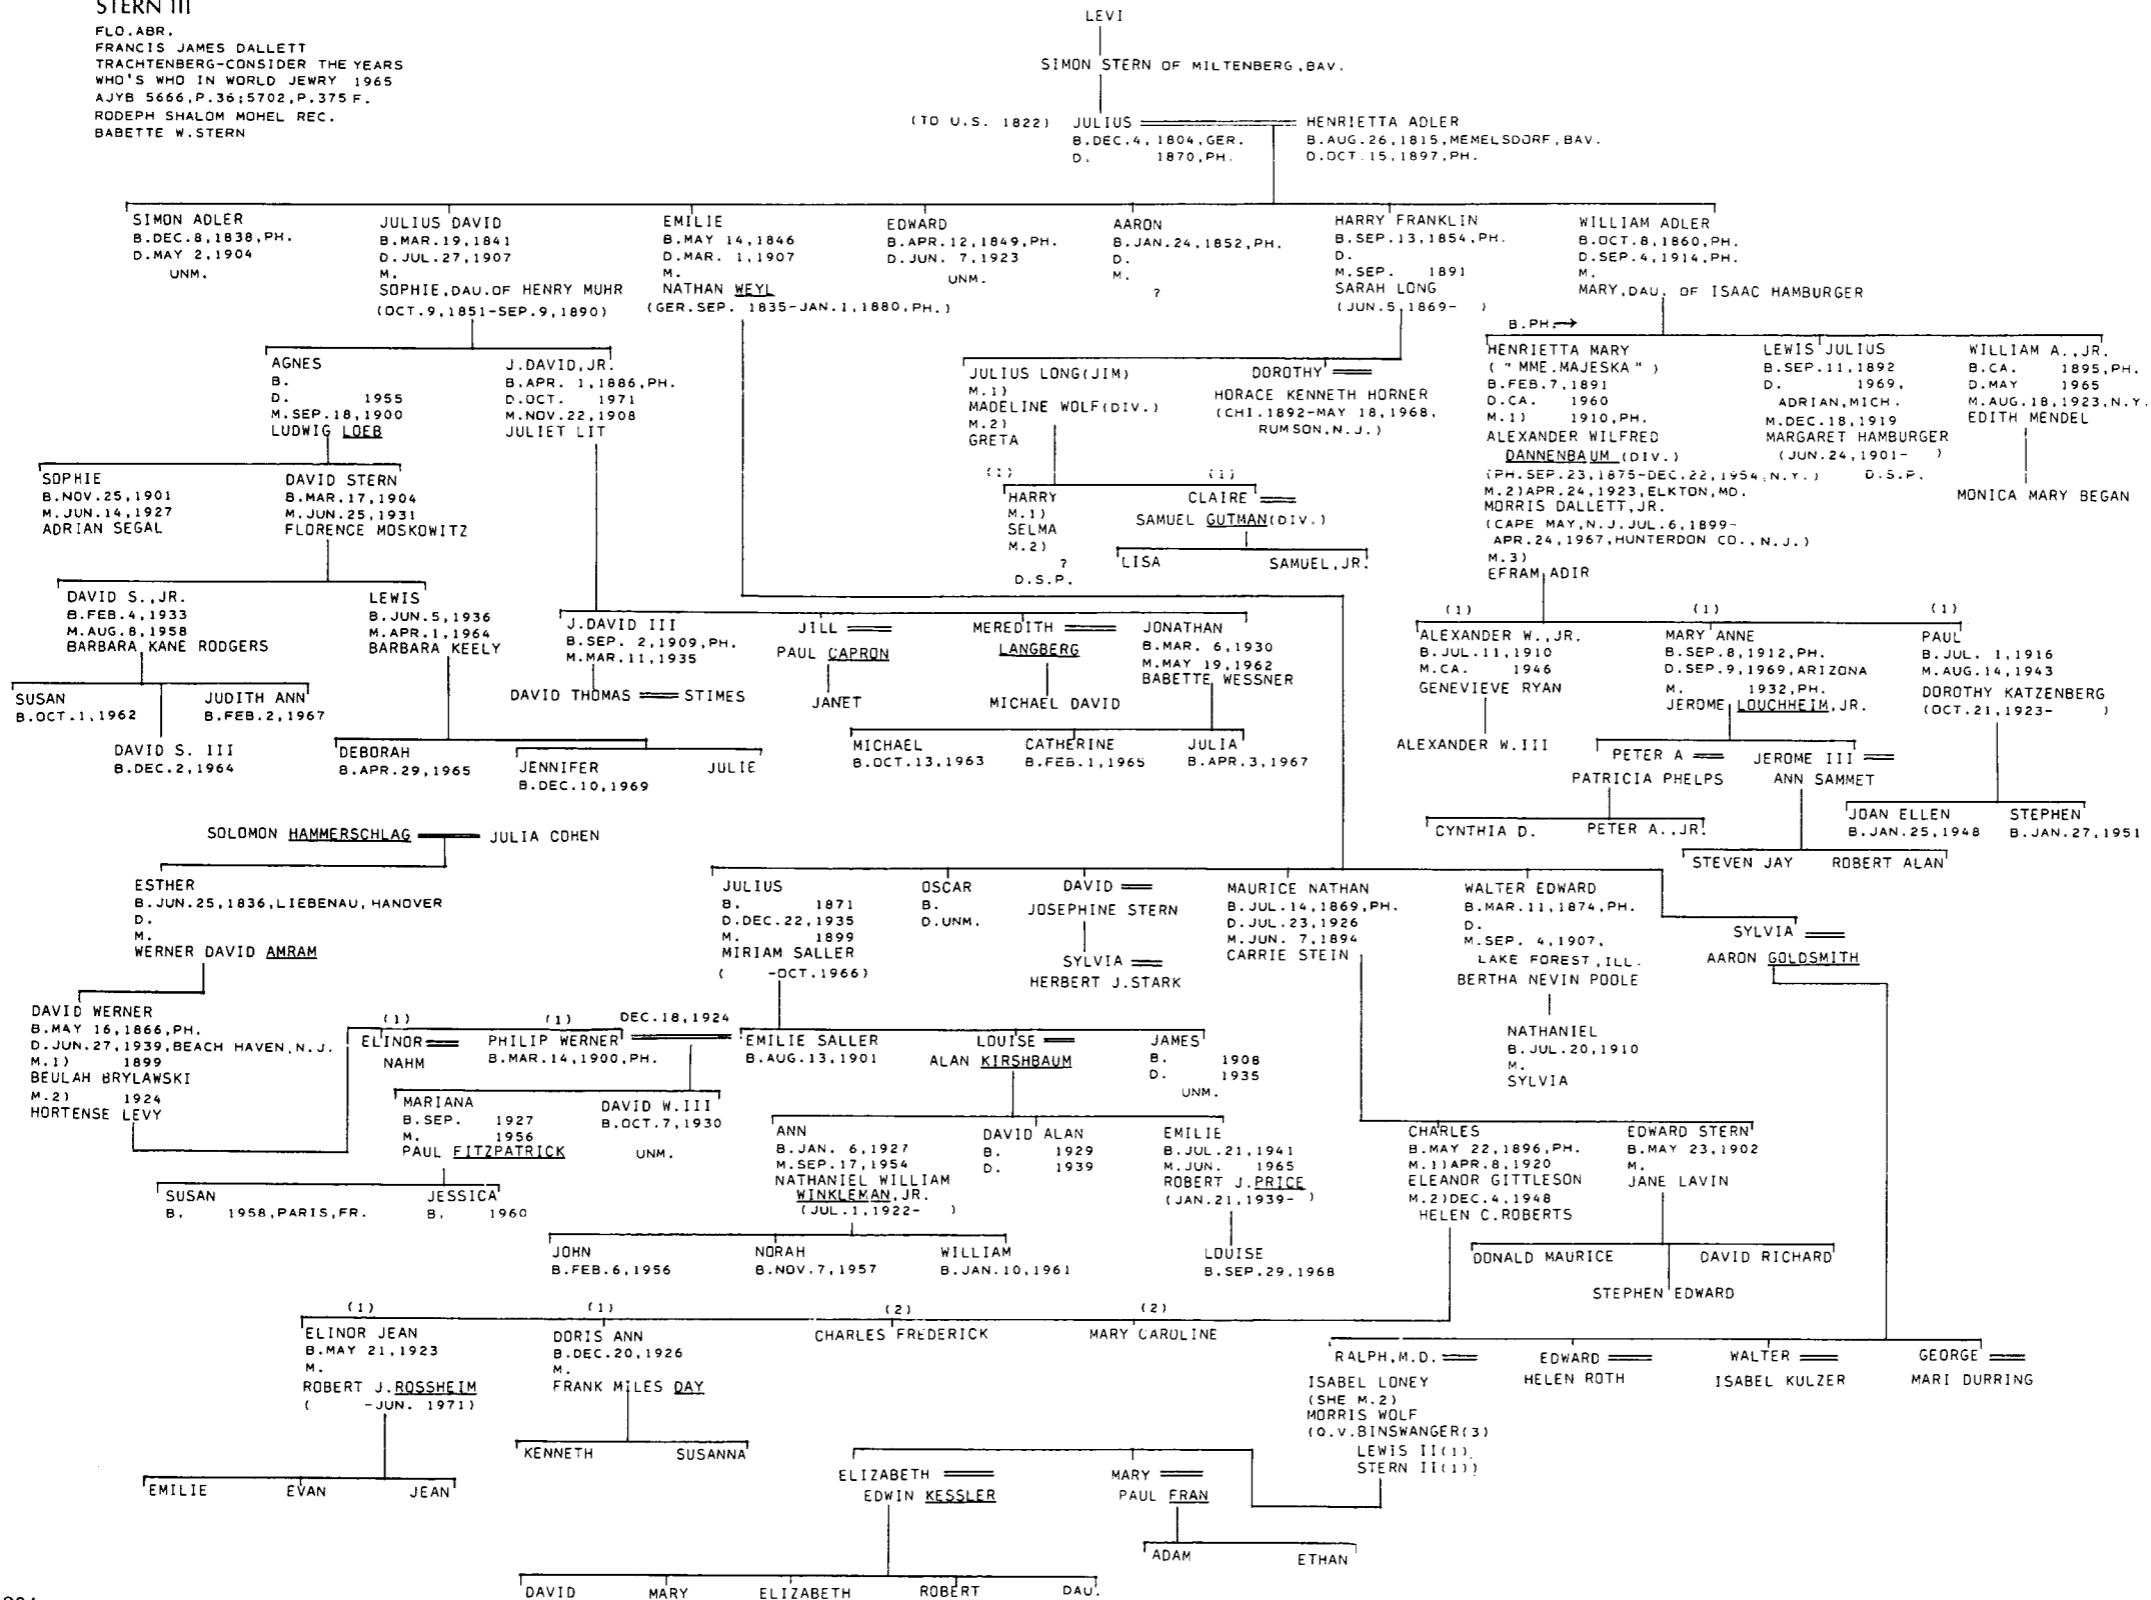 STERN III
FLO.ABR.
FRANCIS JAMES DALLETT
TRACHTENBERG-CONSIDER THE YEARS
WHO'S WHO IN WORLD JEWRY 1965
AJYB 5666,P.36;5702,P.375 F.
RODEPH SHALOM MOHEL REC.
BABETTE W.STERN
LEVI
SIMON STERN OF MILTENBERG,BAV.
(TO U.S. 1822) JULIUS
B.DEC.4, 1804,GER.
D. 1870,PH.
HENRIETTA ADLER
B.AUG.26,1815,MEMELSDORF,BAV.
D.OCT.15,1897,PH.
SIMON ADLER
B.DEC.8,1838,PH.
D.MAY 2,1904
UNM.
JULIUS DAVID
B.MAR.19,1841
D.JUL.27,1907
M.
SOPHIE,DAU.OF HENRY MUHR
(OCT.9,1851-SEP.9,1890)
EMILIE
B.MAY 14,1846
D.MAR. 1,1907
M.
NATHAN WEYL
(GER.SEP. 1835-JAN.1,1880,PH.)
EDWARD
B.APR.12,1849,PH.
D.JUN. 7,1923
UNM.
AARON
B.JAN.24,1852,PH.
D.
M.
?
HARRY FRANKLIN
B.SEP.13,1854,PH.
D.
M.SEP. 1891
SARAH LONG
(JUN.5,1869- )
WILLIAM ADLER
B.OCT.8,1860,PH.
D.SEP.4,1914,PH.
M.
MARY,DAU. OF ISAAC HAMBURGER
B.PH.→
AGNES
B.
D. 1955
M.SEP.18,1900
LUDWIG LOEB
J.DAVID,JR.
B.APR. 1,1886,PH.
D.OCT. 1971
M.NOV.22,1908
JULIET LIT
JULIUS LONG(JIM)
M.1)
MADELINE WOLF(DIV.)
M.2)
GRETA
DOROTHY
HORACE KENNETH HORNER
(CHI.1892-MAY 18,1968,
RUMSON,N.J.)
HENRIETTA MARY
("MME.MAJESKA")
B.FEB.7,1891
D.CA. 1960
M.1) 1910,PH.
ALEXANDER WILFRED
DANNENBAUM (DIV.)
(PH.SEP.23,1875-DEC.22,1954,N.Y.)
M.2)APR.24,1923,ELKTON,MD.
MORRIS DALLETT,JR.
(CAPE MAY,N.J.JUL.6,1899-
APR.24,1967,HUNTERDON CO.,N.J.)
M.3)
EFRAM ADIR
LEWIS JULIUS
B.SEP.11,1892
D. 1969,
ADRIAN,MICH.
M.DEC.18,1919
MARGARET HAMBURGER
(JUN.24,1901- )
D.S.P.
WILLIAM A.,JR.
B.CA. 1895,PH.
D.MAY 1965
M.AUG.18,1923,N.Y.
EDITH MENDEL
MONICA MARY BEGAN
SOPHIE
B.NOV.25,1901
M.JUN.14,1927
ADRIAN SEGAL
DAVID STERN
B.MAR.17,1904
M.JUN.25,1931
FLORENCE MOSKOWITZ
(1) (1)
HARRY
M.1)
SELMA
M.2)
?
D.S.P.
CLAIRE
SAMUEL GUTMAN(DIV.)
LISA SAMUEL,JR.
DAVID S.,JR.
B.FEB.4,1933
M.AUG.8,1958
BARBARA KANE RODGERS
LEWIS
B.JUN.5,1936
M.APR.1,1964
BARBARA KEELY
J.DAVID III
B.SEP. 2,1909,PH.
M.MAR.11,1935
DAVID THOMAS STIMES
JILL
PAUL CAPRON
JANET
MEREDITH
LANGBERG
MICHAEL DAVID
JONATHAN
B.MAR. 6,1930
M.MAY 19,1962
BABETTE WESSNER
(1) (1) (1)
ALEXANDER W.,JR.
B.JUL.11,1910
M.CA. 1946
GENEVIEVE RYAN
ALEXANDER W.III
MARY ANNE
B.SEP.8,1912,PH.
D.SEP.9,1969,ARIZONA
M. 1932,PH.
JEROME LOUCHHEIM,JR.
PAUL
B.JUL. 1,1916
M.AUG.14,1943
DOROTHY KATZENBERG
(OCT.21,1923- )
SUSAN
B.OCT.1,1962
JUDITH ANN
B.FEB.2,1967
DAVID S. III
B.DEC.2,1964
DEBORAH
B.APR.29,1965
JENNIFER
B.DEC.10,1969
JULIE
MICHAEL
B.OCT.13,1963
CATHERINE
B.FEB.1,1965
JULIA
B.APR.3,1967
PETER A
PATRICIA PHELPS
JEROME III
ANN SAMMET
CYNTHIA D. PETER A.,JR.
STEVEN JAY ROBERT ALAN
JOAN ELLEN
B.JAN.25,1948
STEPHEN
B.JAN.27,1951
SOLOMON HAMMERSCHLAG JULIA COHEN
ESTHER
B.JUN.25,1836,LIEBENAU,HANOVER
D.
M.
WERNER DAVID AMRAM
JULIUS
B. 1871
D.DEC.22,1935
M. 1899
MIRIAM SALLER
( -OCT.1966)
OSCAR
B.
D.UNM.
DAVID
JOSEPHINE STERN
SYLVIA
HERBERT J.STARK
MAURICE NATHAN
B.JUL.14,1869,PH.
D.JUL.23,1926
M.JUN. 7,1894
CARRIE STEIN
WALTER EDWARD
B.MAR.11,1874,PH.
D.
M.SEP. 4,1907,
LAKE FOREST,ILL.
BERTHA NEVIN POOLE
NATHANIEL
B.JUL.20,1910
M.
SYLVIA
SYLVIA
AARON GOLDSMITH
DAVID WERNER
B.MAY 16,1866,PH.
D.JUN.27,1939,BEACH HAVEN,N.J.
M.1) 1899
BEULAH BRYLAWSKI
M.2) 1924
HORTENSE LEVY
(1) (1) DEC.18,1924
ELINOR
NAHM
PHILIP WERNER
B.MAR.14,1900,PH.
EMILIE SALLER
B.AUG.13,1901
LOUISE
ALAN KIRSHBAUM
JAMES
B. 1908
D. 1935
UNM.
MARIANA
B.SEP. 1927
M. 1956
PAUL FITZPATRICK
DAVID W.III
B.OCT.7,1930
UNM.
SUSAN
B. 1958,PARIS,FR.
JESSICA
B. 1960
ANN
B.JAN. 6,1927
M.SEP.17,1954
NATHANIEL WILLIAM
WINKLEMAN,JR.
(JUL.1,1922- )
DAVID ALAN
B. 1929
D. 1939
EMILIE
B.JUL.21,1941
M.JUN. 1965
ROBERT J.PRICE
(JAN.21,1939- )
CHARLES
B.MAY 22,1896,PH.
M.1)APR.8,1920
ELEANOR GITTLESON
M.2)DEC.4,1948
HELEN C.ROBERTS
EDWARD STERN
B.MAY 23,1902
M.
JANE LAVIN
JOHN
B.FEB.6,1956
NORAH
B.NOV.7,1957
WILLIAM
B.JAN.10,1961
LOUISE
B.SEP.29,1968
DONALD MAURICE DAVID RICHARD
STEPHEN EDWARD
(1) (1) (2) (2)
ELINOR JEAN
B.MAY 21,1923
M.
ROBERT J.ROSSHEIM
( -JUN. 1971)
DORIS ANN
B.DEC.20,1926
M.
FRANK MILES DAY
CHARLES FREDERICK
MARY CAROLINE
RALPH,M.D.
ISABEL LONEY
(SHE M.2)
MORRIS WOLF
(Q.V.BINSWANGER(3)
LEWIS II(1)
STERN II(1))
EDWARD
HELEN ROTH
WALTER
ISABEL KULZER
GEORGE
MARI DURRING
KENNETH SUSANNA
EMILIE EVAN JEAN
ELIZABETH
EDWIN KESSLER
MARY
PAUL FRAN
ADAM ETHAN
DAVID MARY ELIZABETH ROBERT DAU.